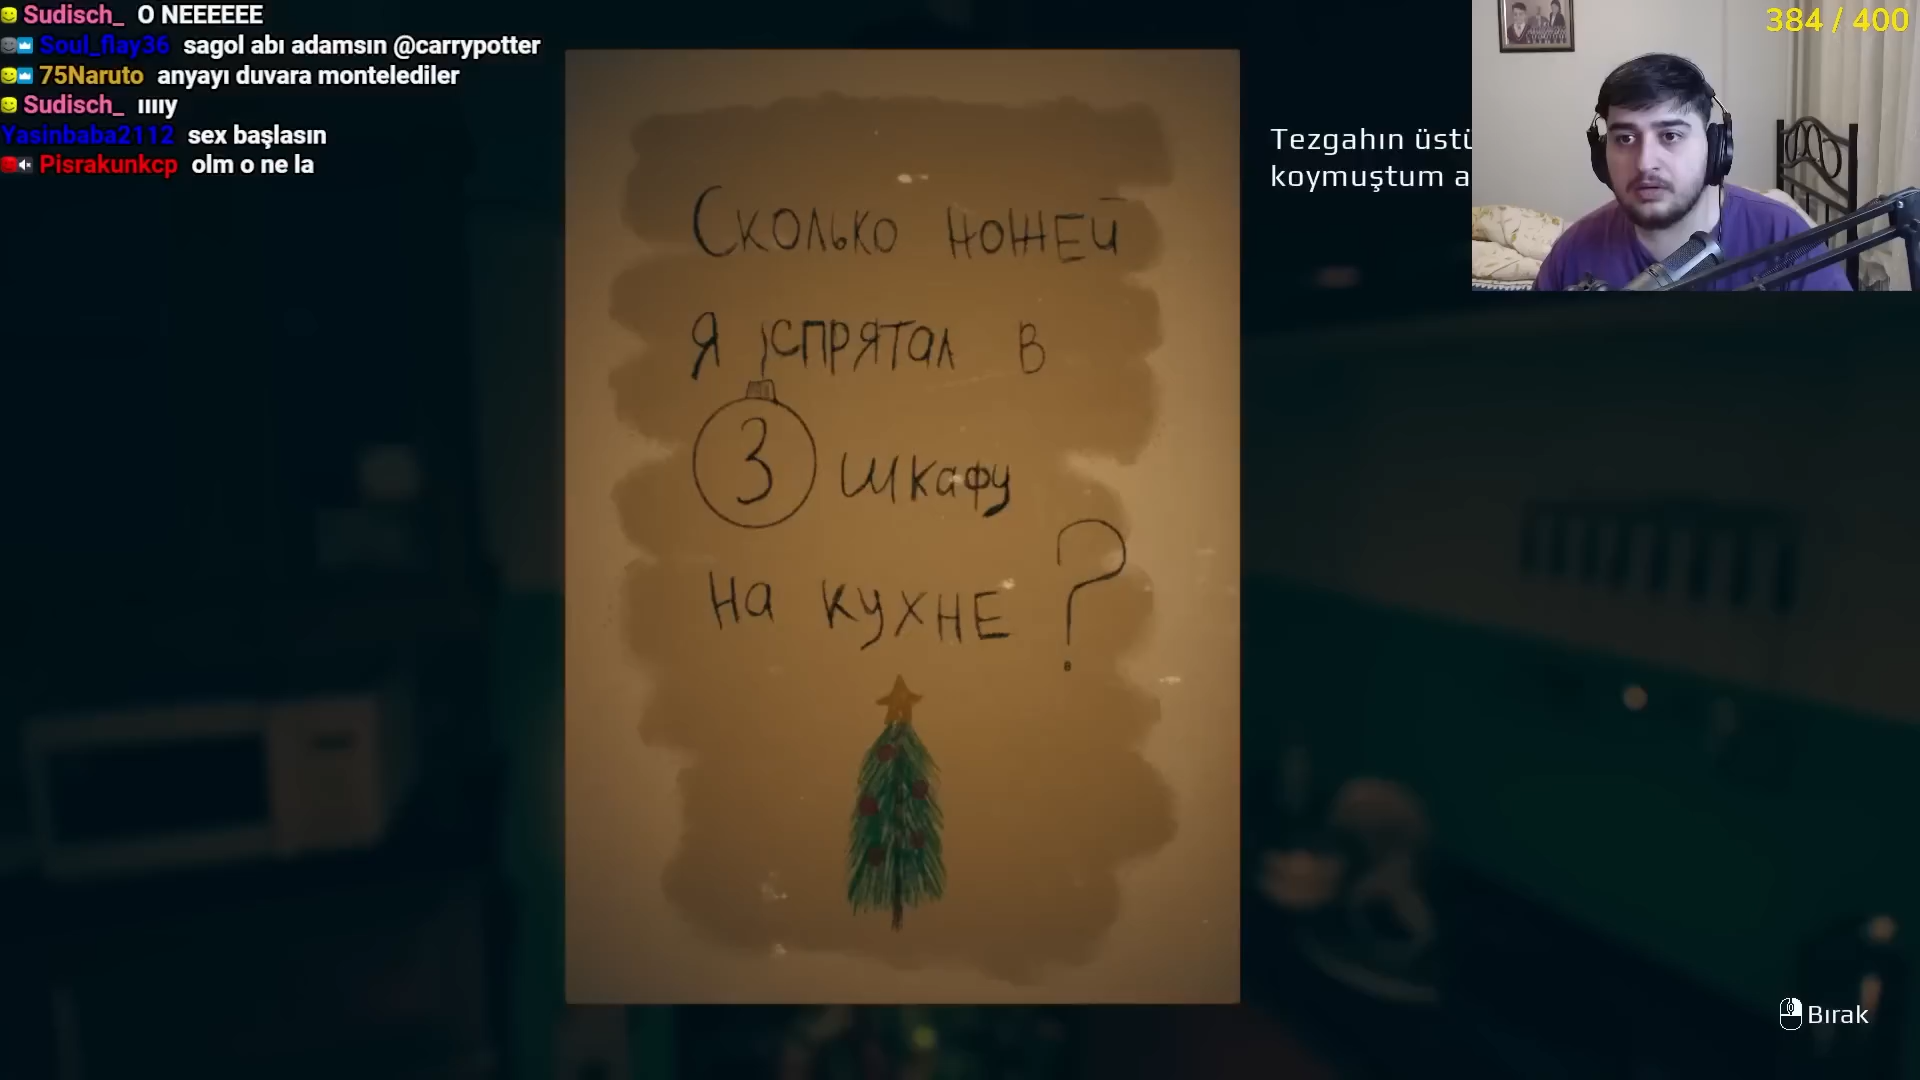 Sudisch_ O NEEEEEE
Soul_flay36 sagol abı adamsın @carrypotter
75Naruto anyayı duvara montelediler
Sudisch_ ııııy
Yasinbaba2112 sex başlasın
Pisrakunkcp olm o ne la
384 / 400
Tezgahın üstü
koymuştum a
Сколько ножей
я спрятал в
3 шкафу
на кухне ?
Bırak